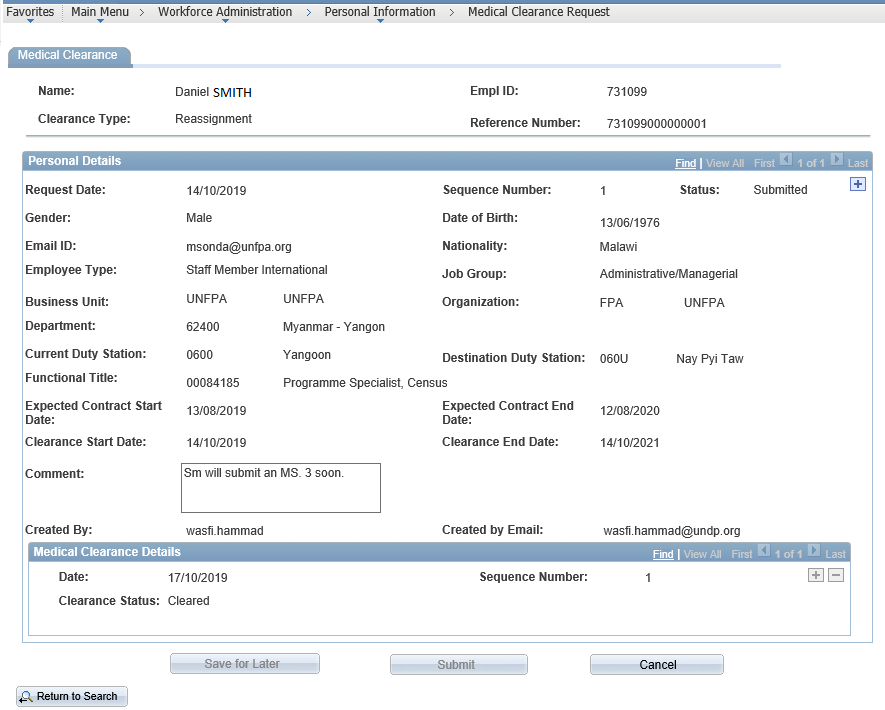 Favorites Main Menu > Workforce Administration > Personal Information > Medical Clearance Request
Medical Clearance
Name: Daniel SMITH Empl ID: 731099
Clearance Type: Reassignment Reference Number: 731099000000001
Personal Details Find | View All First 1 of 1 Last
Request Date: 14/10/2019 Sequence Number: 1 Status: Submitted
Gender: Male Date of Birth: 13/06/1976
Email ID: msonda@unfpa.org Nationality: Malawi
Employee Type: Staff Member International Job Group: Administrative/Managerial
Business Unit: UNFPA UNFPA Organization: FPA UNFPA
Department: 62400 Myanmar - Yangon
Current Duty Station: 0600 Yangoon Destination Duty Station: 060U Nay Pyi Taw
Functional Title: 00084185 Programme Specialist, Census
Expected Contract Start Date: 13/08/2019 Expected Contract End Date: 12/08/2020
Clearance Start Date: 14/10/2019 Clearance End Date: 14/10/2021
Comment: Sm will submit an MS. 3 soon.
Created By: wasfi.hammad Created by Email: wasfi.hammad@undp.org
Medical Clearance Details Find | View All First 1 of 1 Last
Date: 17/10/2019 Sequence Number: 1
Clearance Status: Cleared
Save for Later Submit Cancel
Return to Search